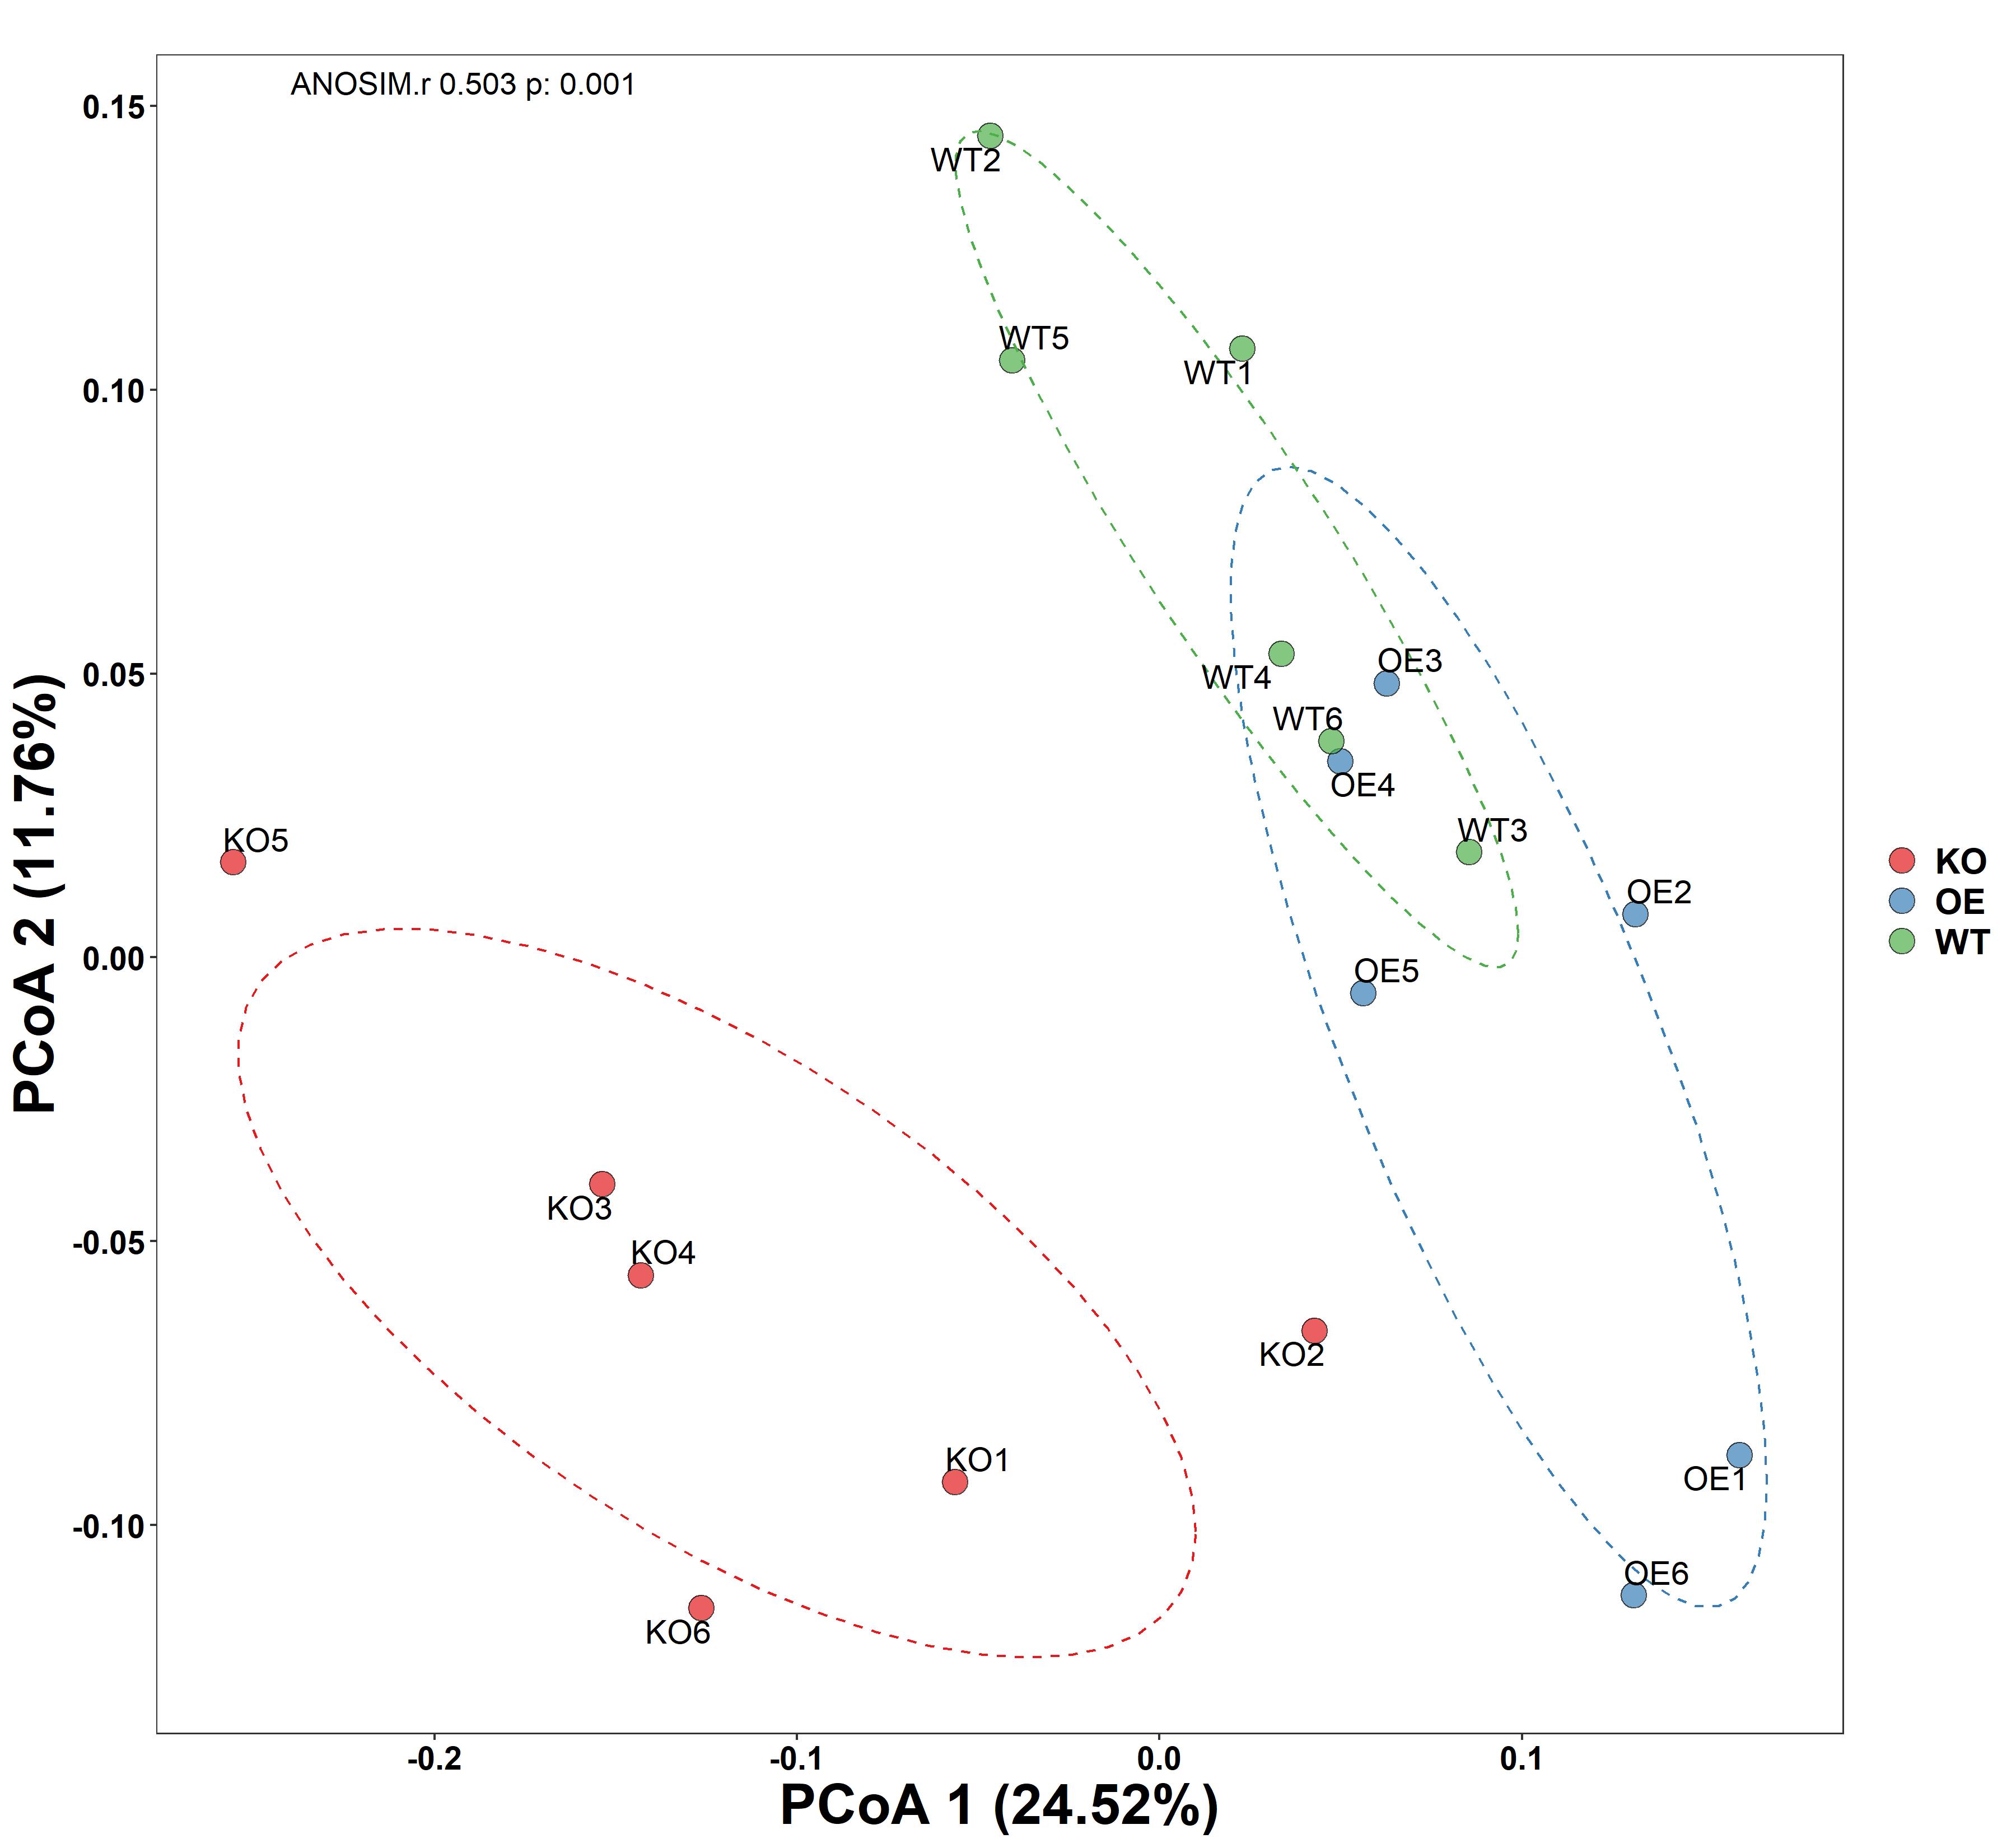 ANOSIM.r 0.503 p: 0.001
0.15
0.10
0.05
0.00
-0.05
-0.10
PCoA 2 (11.76%)
WT2
WT5
WT1
OE3
WT4
WT6
OE4
WT3
KO5
OE2
OE5
KO3
KO4
KO2
KO1
OE1
OE6
KO6
KO
OE
WT
-0.2
-0.1
0.0
0.1
PCoA 1 (24.52%)